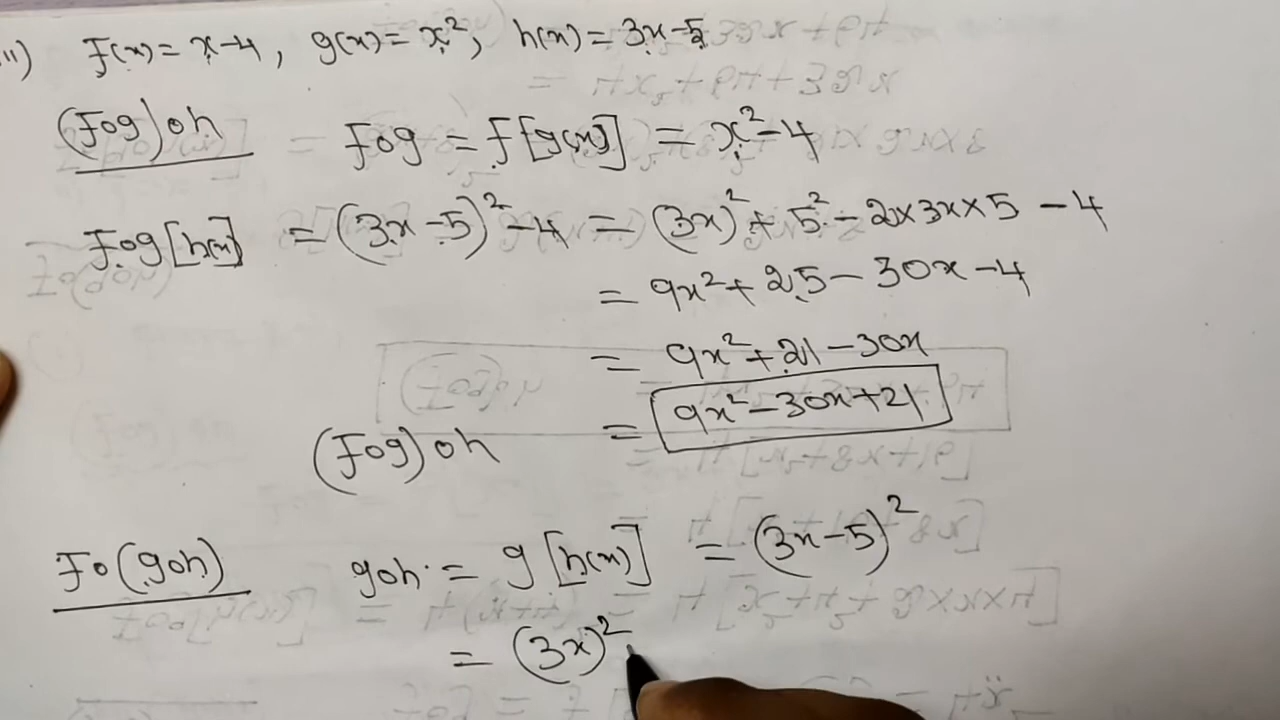 ii) f(x) = x-4, g(x) = x², h(x) = 3x-5
(fog)oh fog = f[g(x)] = x²-4
fog[h(x)] = (3x-5)²-4 = (3x)² + 5² - 2×3x×5 - 4
= 9x² + 25 - 30x - 4
= 9x² + 21 - 30x
(fog)oh = 9x² - 30x + 21
fo(goh) goh = g[h(x)] = (3x-5)²
= (3x)²